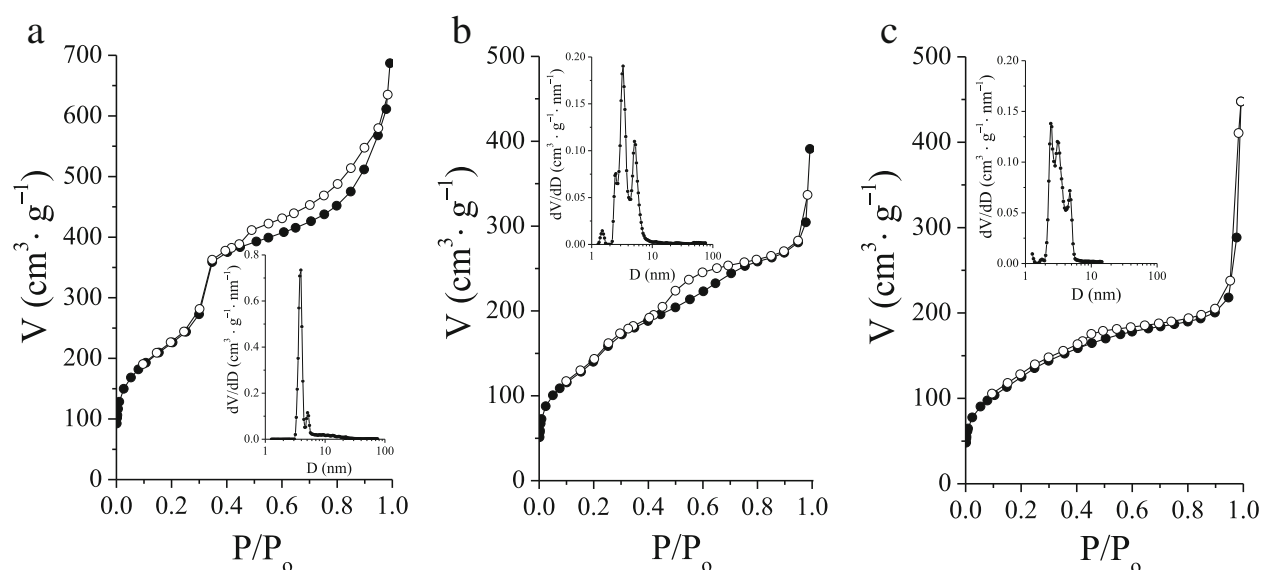 a
700
600
500
400
300
200
100
0
V (cm³· g⁻¹)
0.0 0.2 0.4 0.6 0.8 1.0
P/Pₒ
0.8
0.6
0.4
0.2
0.0
dV/dD (cm³ · g⁻¹· nm⁻¹)
1 10 100
D (nm)
b
500
400
300
200
100
0
V (cm³· g⁻¹)
0.0 0.2 0.4 0.6 0.8 1.0
P/Pₒ
0.20
0.15
0.10
0.05
0.00
dV/dD (cm³ · g⁻¹· nm⁻¹)
1 10 100
D (nm)
c
500
400
300
200
100
0
V (cm³· g⁻¹)
0.0 0.2 0.4 0.6 0.8 1.0
P/Pₒ
0.20
0.15
0.10
0.05
0.00
dV/dD (cm³ · g⁻¹· nm⁻¹)
1 2 3 4 5 6 10 100
D (nm)